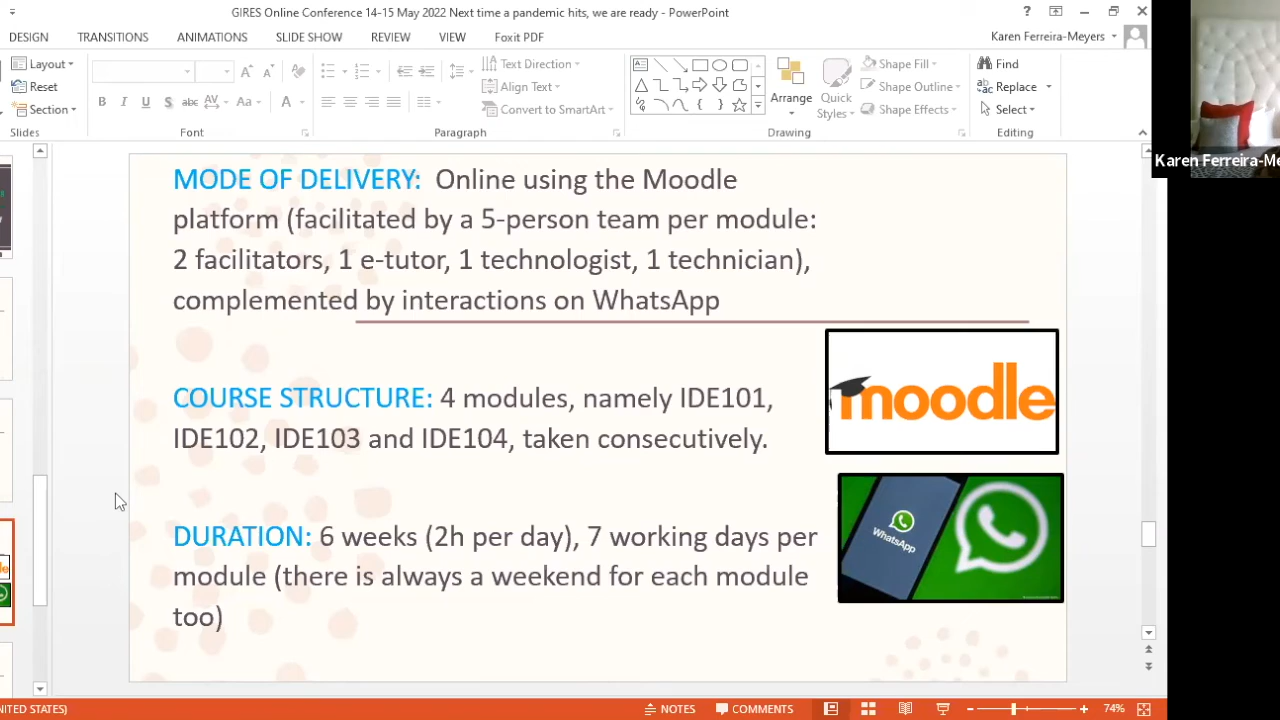 GIRES Online Conference 14-15 May 2022 Next time a pandemic hits, we are ready - PowerPoint
DESIGN TRANSITIONS ANIMATIONS SLIDE SHOW REVIEW VIEW Foxit PDF
Karen Ferreira-Meyers
Layout
Reset
Section
Slides
Font
Text Direction
Align Text
Convert to SmartArt
Paragraph
Arrange
Quick
Styles
Shape Fill
Shape Outline
Shape Effects
Drawing
Find
Replace
Select
Editing
Karen Ferreira-Me
MODE OF DELIVERY: Online using the Moodle
platform (facilitated by a 5-person team per module:
2 facilitators, 1 e-tutor, 1 technologist, 1 technician),
complemented by interactions on WhatsApp
COURSE STRUCTURE: 4 modules, namely IDE101,
IDE102, IDE103 and IDE104, taken consecutively.
moodle
DURATION: 6 weeks (2h per day), 7 working days per
module (there is always a weekend for each module
too)
WhatsApp
NITED STATES)
NOTES COMMENTS 74%